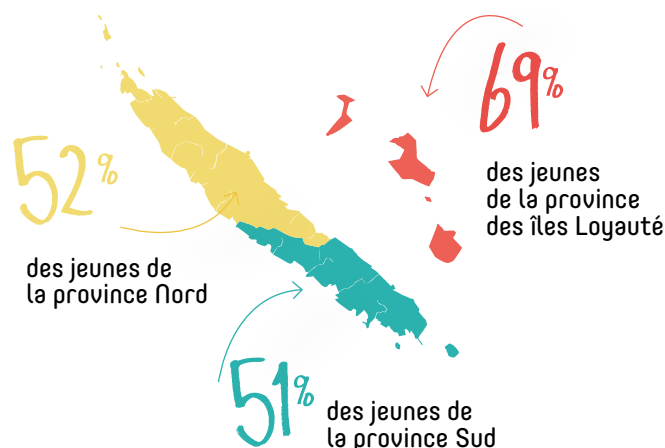 69%
des jeunes
de la province
des îles Loyauté
52%
des jeunes de
la province Nord
51%
des jeunes de
la province Sud